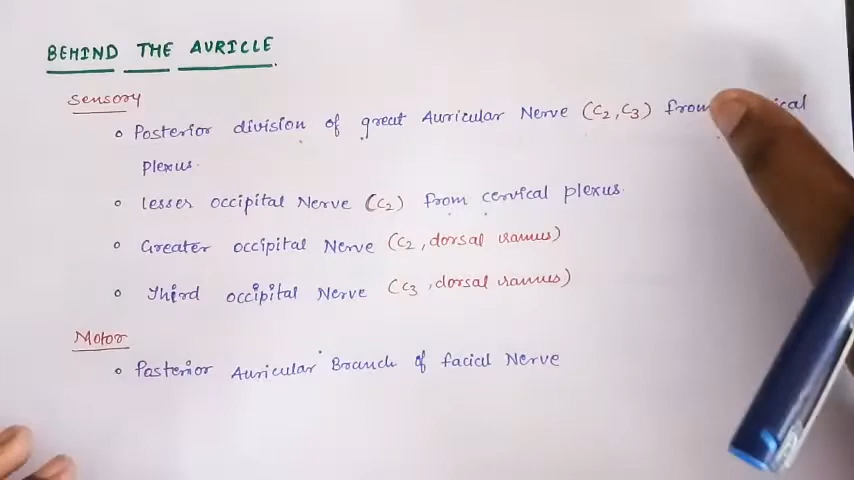 BEHIND THE AURICLE
Sensory
Posterior division of great Auricular Nerve (C2, C3) from
plexus.
lesser occipital Nerve (C2) from cervical plexus.
Greater occipital Nerve (C2, dorsal ramus)
Third occipital Nerve (C3, dorsal ramus)
Motor
Posterior Auricular Branch of facial Nerve